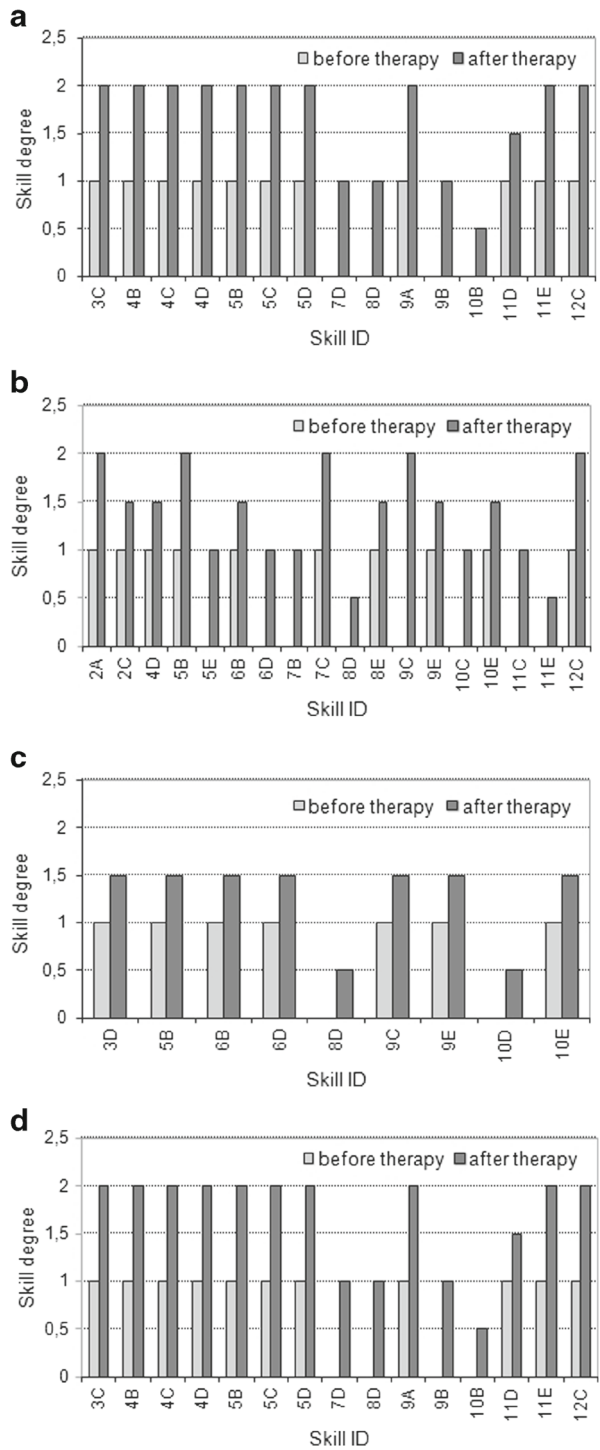 a
2,5
before therapy after therapy
2
1,5
1
0,5
0
Skill degree
3C 4B 4C 4D 5B 5C 5D 7D 8D 9A 9B 10B 11D 11E 12C
Skill ID
b
2,5
before therapy after therapy
2
1,5
1
0,5
0
Skill degree
2A 2C 4D 5B 5E 6B 6D 7B 7C 8D 8E 9C 9E 10C 10E 11C 11E 12C
Skill ID
c
2,5
before therapy after therapy
2
1,5
1
0,5
0
Skill degree
3D 5B 6B 6D 8D 9C 9E 10D 10E
Skill ID
d
2,5
before therapy after therapy
2
1,5
1
0,5
0
Skill degree
3C 4B 4C 4D 5B 5C 5D 7D 8D 9A 9B 10B 11D 11E 12C
Skill ID